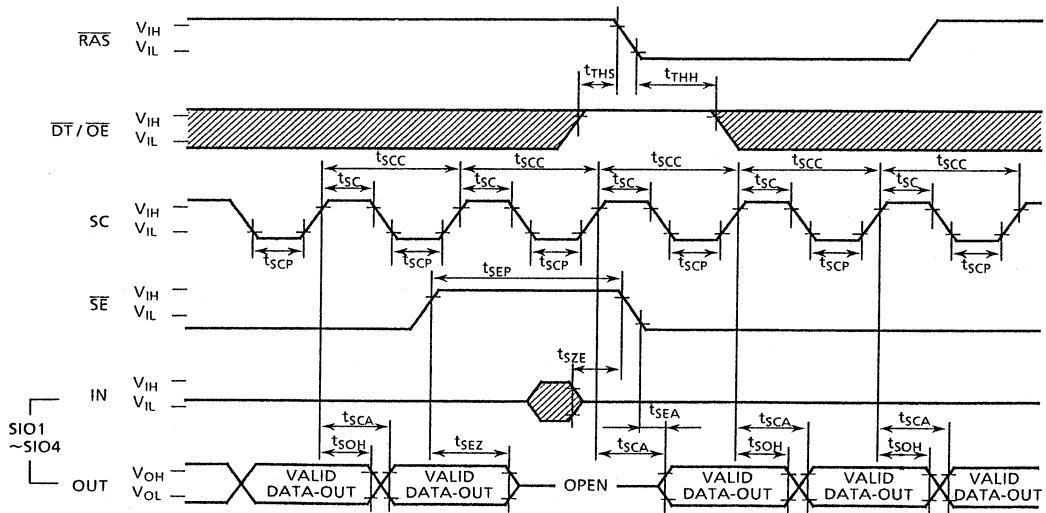 RAS
VIH
VIL
tTHS
tTHH
DT / OE
VIH
VIL
tSCC tSCC tSCC tSCC tSCC
tSC tSC tSC tSC tSC
SC
VIH
VIL
tSCP tSCP tSCP tSCP tSCP tSCP
tSEP
SE
VIH
VIL
tSZE
IN
VIH
VIL
SIO1
~SIO4
tSEA
tSCA tSCA tSCA tSCA
tSOH tSEZ tSOH tSOH
OUT
VOH
VOL
VALID DATA-OUT
VALID DATA-OUT
OPEN
VALID DATA-OUT
VALID DATA-OUT
VALID DATA-OUT